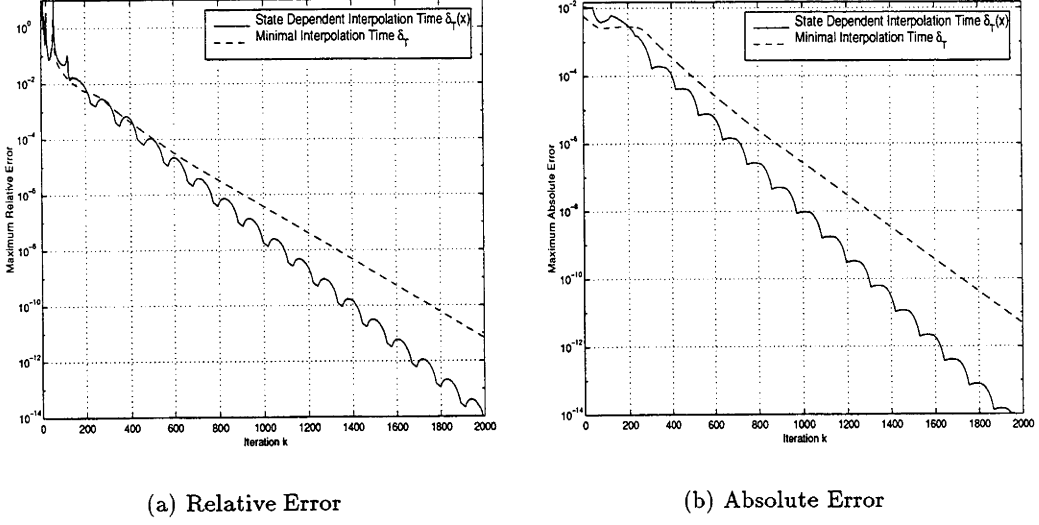 State Dependent Interpolation Time δ_T(x)
Minimal Interpolation Time δ_T
10^0
10^-2
10^-4
10^-6
10^-8
10^-10
10^-12
10^-14
Maximum Relative Error
0 200 400 600 800 1000 1200 1400 1600 1800 2000
Iteration k
(a) Relative Error
State Dependent Interpolation Time δ_T(x)
Minimal Interpolation Time δ_T
10^-2
10^-4
10^-6
10^-8
10^-10
10^-12
10^-14
Maximum Absolute Error
0 200 400 600 800 1000 1200 1400 1600 1800 2000
Iteration k
(b) Absolute Error